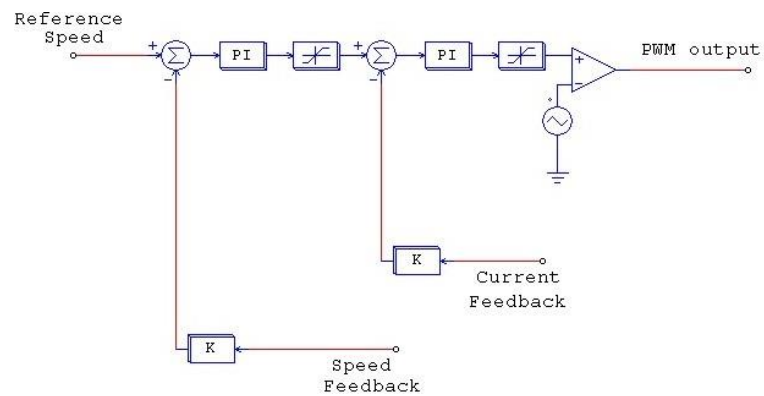 Reference
Speed
+
Σ
−
PI
+
Σ
−
PI
+
−
PWM output
K
Current
Feedback
K
Speed
Feedback